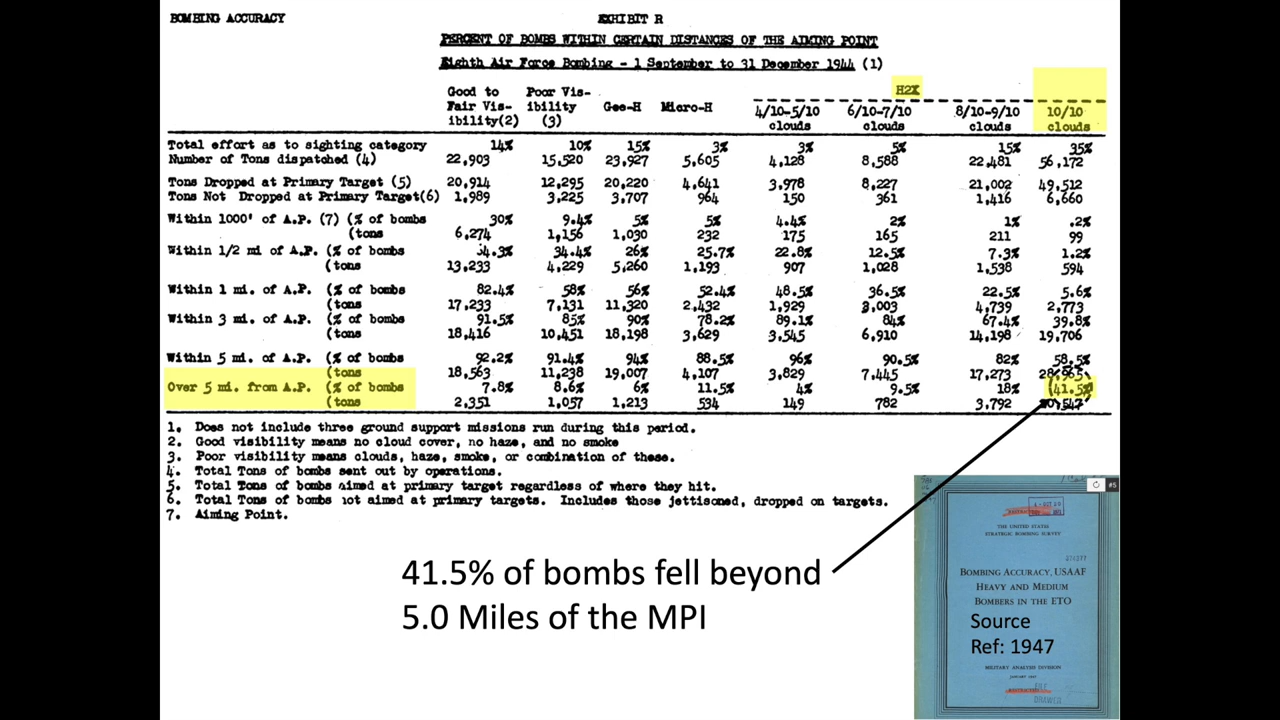 BOMBING ACCURACY
EXHIBIT R
PERCENT OF BOMBS WITHIN CERTAIN DISTANCES OF THE AIMING POINT
Eighth Air Force Bombing - 1 September to 31 December 1944 (1)
H2X
Good to Poor Vis-
Fair Vis- ibility Gee-H Micro-H 4/10-5/10 6/10-7/10 8/10-9/10 10/10
ibility(2) (3) clouds clouds clouds clouds
Total effort as to sighting category 14% 10% 15% 3% 3% 5% 15% 35%
Number of Tons dispatched (4) 22,903 15,520 23,927 5,605 4,128 8,588 22,481 56,172
Tons Dropped at Primary Target (5) 20,914 12,295 20,220 4,641 3,978 8,227 21,002 49,512
Tons Not Dropped at Primary Target(6) 1,989 3,225 3,707 964 150 361 1,416 6,660
Within 1000' of A.P. (7) (% of bombs 30% 9.4% 5% 5% 4.4% 2% 1% .2%
(tons 6,274 1,156 1,030 232 175 165 211 99
Within 1/2 mi of A.P. (% of bombs 34.4% 26% 25.7% 22.8% 12.5% 7.3% 1.2%
(tons 13,233 4,229 5,260 1,193 907 1,028 1,538 594
Within 1 mi. of A.P. (% of bombs 82.4% 58% 56% 52.4% 48.5% 36.5% 22.5% 5.6%
(tons 17,233 7,131 11,320 2,432 1,929 3,003 4,739 2,773
Within 3 mi. of A.P. (% of bombs 91.5% 85% 90% 78.2% 89.1% 84% 67.4% 39.8%
(tons 18,416 10,451 18,198 3,629 3,545 6,910 14,198 19,706
Within 5 mi. of A.P. (% of bombs 92.2% 91.4% 94% 88.5% 96% 90.5% 82% 58.5%
(tons 18,563 11,238 19,007 4,107 3,829 7,445 17,273
Over 5 mi. from A.P. (% of bombs 7.8% 8.6% 6% 11.5% 4% 9.5% 18% (41.5%)
(tons 2,351 1,057 1,213 534 149 782 3,792
1. Does not include three ground support missions run during this period.
2. Good visibility means no cloud cover, no haze, and no smoke
3. Poor visibility means clouds, haze, smoke, or combination of these.
4. Total Tons of bombs sent out by operations.
5. Total Tons of bombs aimed at primary target regardless of where they hit.
6. Total Tons of bombs not aimed at primary targets. Includes those jettisoned, dropped on targets.
7. Aiming Point.
41.5% of bombs fell beyond
5.0 Miles of the MPI
#5
THE UNITED STATES
STRATEGIC BOMBING SURVEY
BOMBING ACCURACY, USAAF
HEAVY AND MEDIUM
BOMBERS IN THE ETO
Source
Ref: 1947
MILITARY ANALYSIS DIVISION